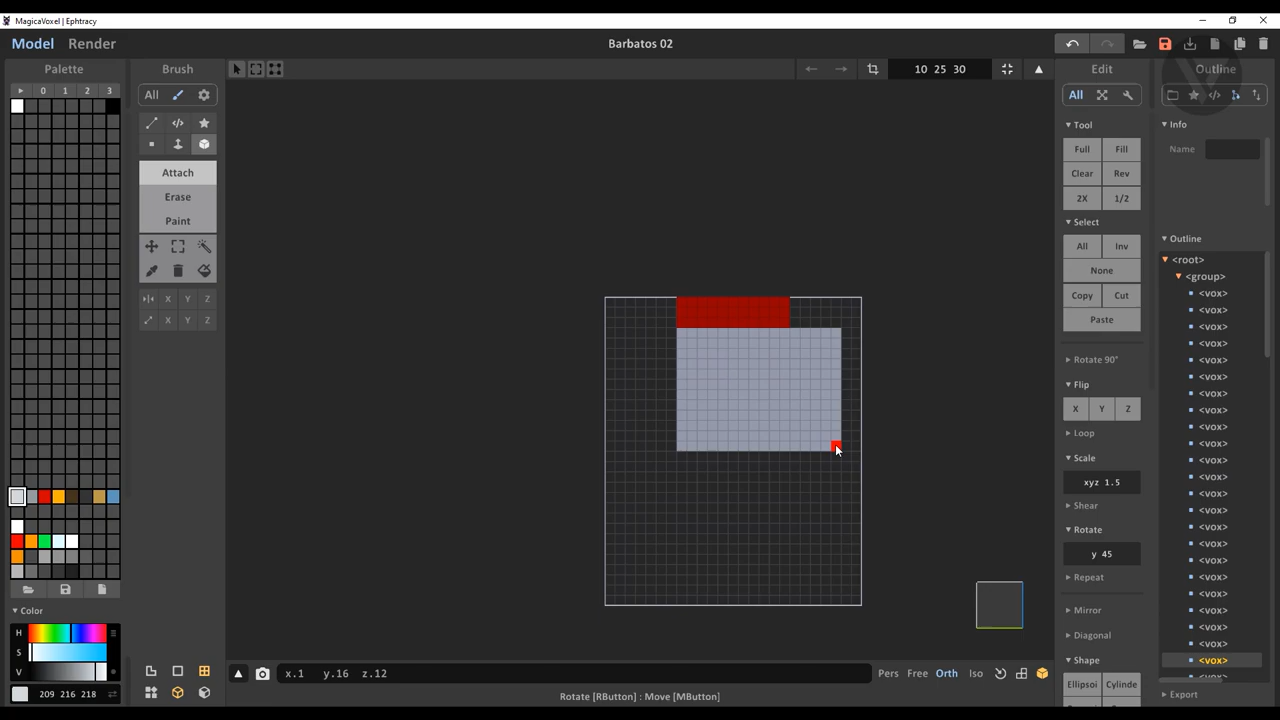 MagicaVoxel | Ephtracy
Model Render
Barbatos 02
Palette
Brush
10 25 30
Edit
Outline
0 1 2 3
All
All
Tool
Info
Full Fill
Name
Clear Rev
Attach
2X 1/2
Erase
Select
Paint
All Inv
Outline
None
<root>
<group>
Copy Cut
<vox>
X Y Z
<vox>
X Y Z
Paste
<vox>
<vox>
Rotate 90°
<vox>
Flip
<vox>
<vox>
X Y Z
<vox>
Loop
<vox>
Scale
<vox>
<vox>
xyz 1.5
<vox>
Shear
<vox>
<vox>
Rotate
<vox>
<vox>
y 45
<vox>
Repeat
<vox>
<vox>
Mirror
<vox>
<vox>
Diagonal
<vox>
Shape
<vox>
Ellipsoi Cylinde
Export
Color
H
S
V
209 216 218
x.1 y.16 z.12
Pers Free Orth Iso
Rotate [RButton] : Move [MButton]